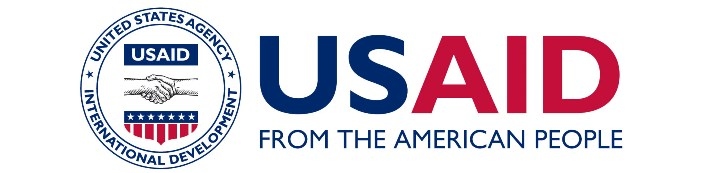 UNITED STATES AGENCY
USAID
INTERNATIONAL DEVELOPMENT
USAID
FROM THE AMERICAN PEOPLE